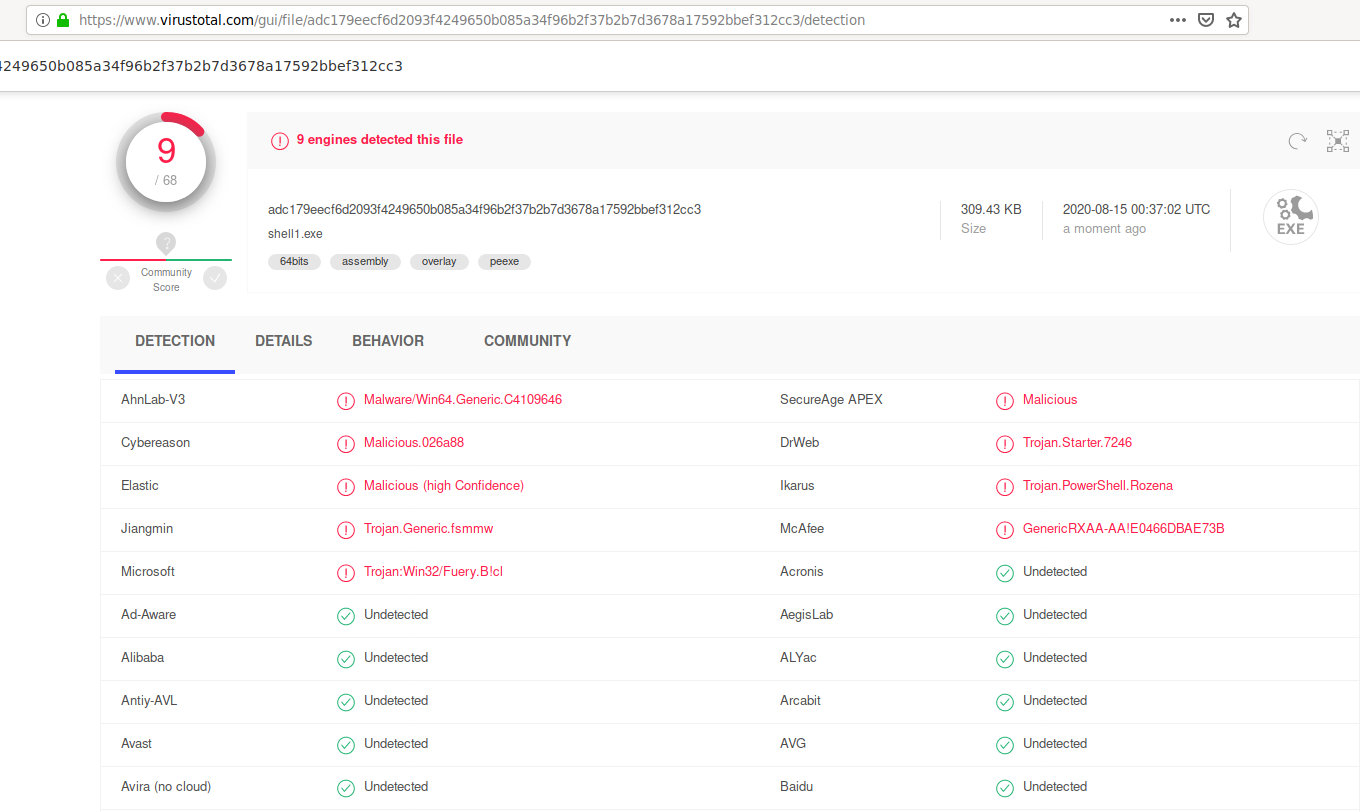 https://www.virustotal.com/gui/file/adc179eecf6d2093f4249650b085a34f96b2f37b2b7d3678a17592bbef312cc3/detection
4249650b085a34f96b2f37b2b7d3678a17592bbef312cc3
9
/ 68
9 engines detected this file
adc179eecf6d2093f4249650b085a34f96b2f37b2b7d3678a17592bbef312cc3
shell1.exe
64bits assembly overlay peexe
309.43 KB
Size
2020-08-15 00:37:02 UTC
a moment ago
EXE
?
Community
Score
DETECTION DETAILS BEHAVIOR COMMUNITY
AhnLab-V3 Malware/Win64.Generic.C4109646 SecureAge APEX Malicious
Cybereason Malicious.026a88 DrWeb Trojan.Starter.7246
Elastic Malicious (high Confidence) Ikarus Trojan.PowerShell.Rozena
Jiangmin Trojan.Generic.fsmmw McAfee GenericRXAA-AA!E0466DBAE73B
Microsoft Trojan:Win32/Fuery.B!cl Acronis Undetected
Ad-Aware Undetected AegisLab Undetected
Alibaba Undetected ALYac Undetected
Antiy-AVL Undetected Arcabit Undetected
Avast Undetected AVG Undetected
Avira (no cloud) Undetected Baidu Undetected